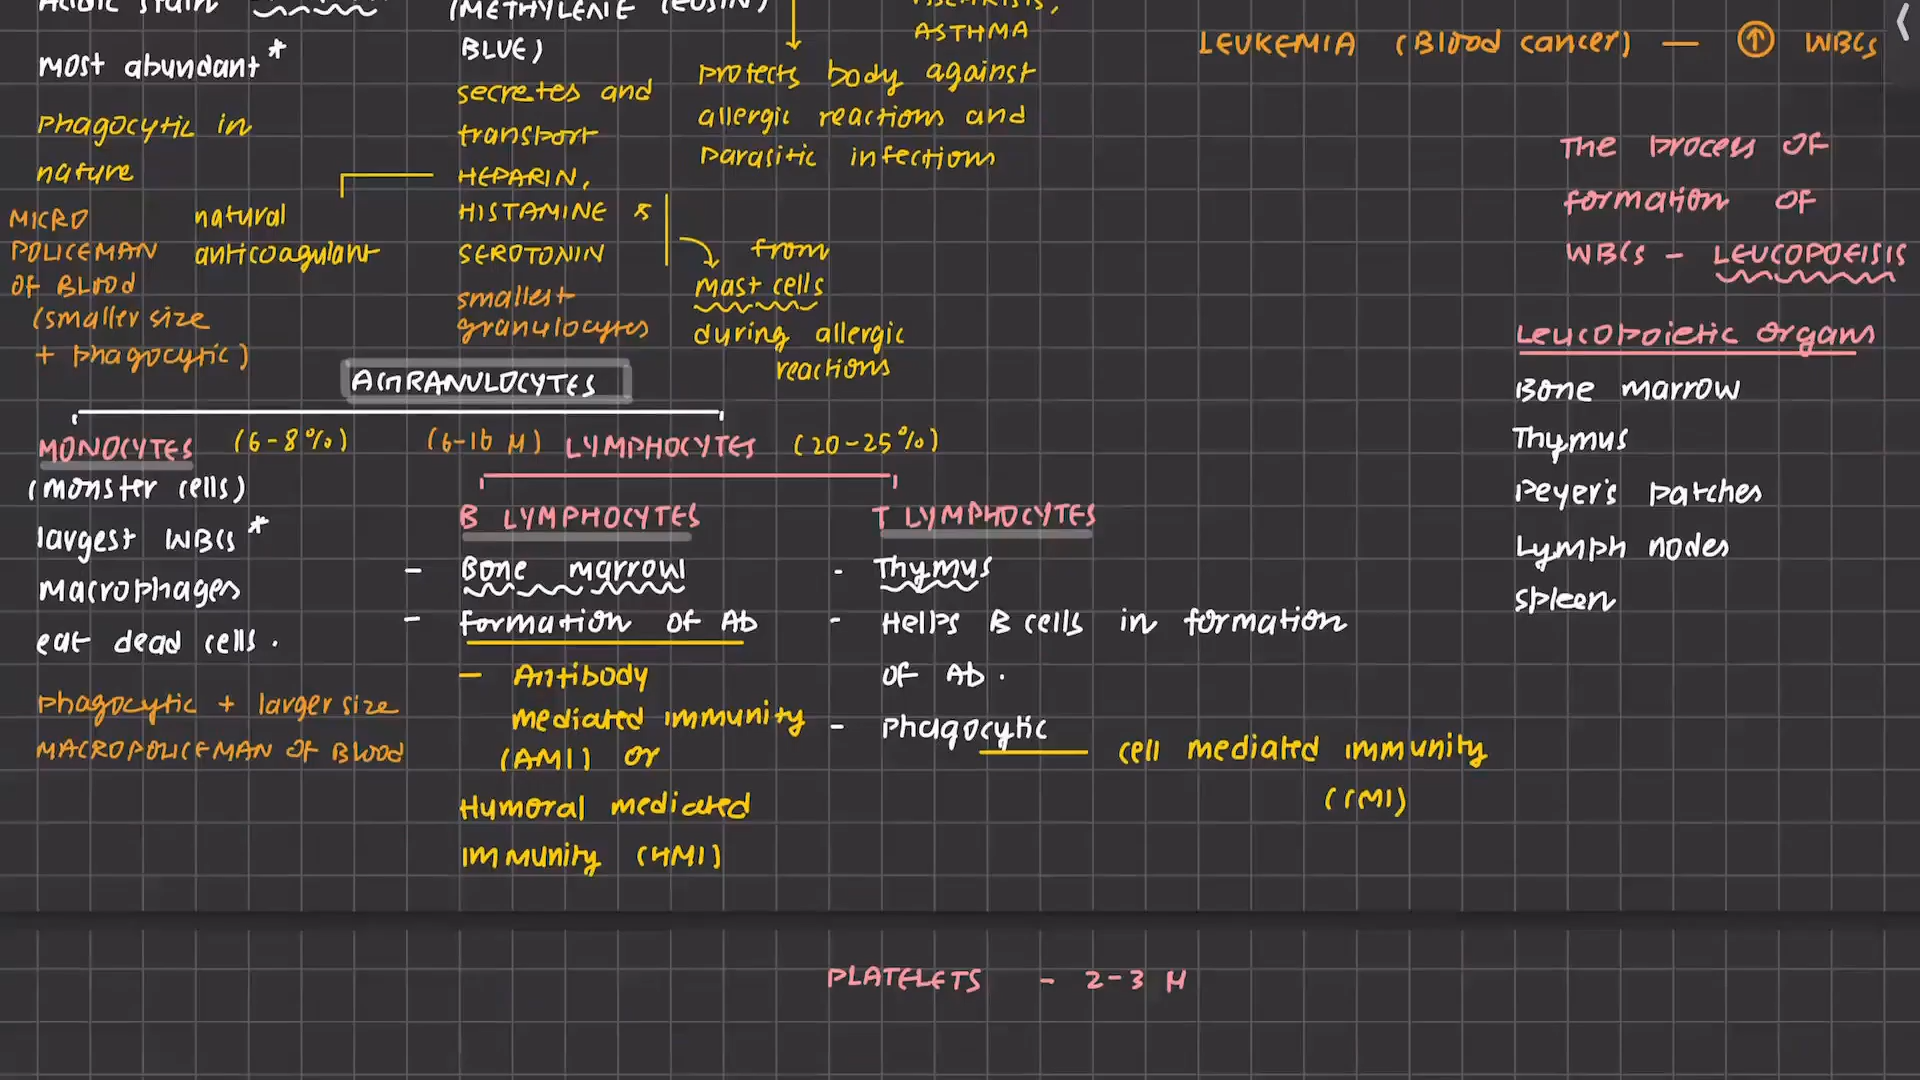 Acidic stain
most abundant*
phagocytic in
nature
MICRO
POLICEMAN
OF BLOOD
(smaller size
+ phagocytic)
natural
anticoagulant
(METHYLENE
BLUE)
secretes and
transport
HEPARIN,
HISTAMINE &
SEROTONIN
smallest
granulocytes
(EOSIN)
ASTHMA
protects body against
allergic reactions and
parasitic infections
from
mast cells
during allergic
reactions
LEUKEMIA (Blood cancer) — ↑ WBCs
The process of
formation of
WBCs - LEUCOPOEISIS
Leucopoietic organs
Bone marrow
Thymus
Peyer's patches
Lymph nodes
spleen
AGRANULOCYTES
MONOCYTES (6-8%)
(monster cells)
largest WBCs*
Macrophages
eat dead cells.
phagocytic + larger size
MACROPOLICEMAN OF BLOOD
LYMPHOCYTES (20-25%)
B LYMPHOCYTES
- Bone marrow
- formation of Ab
- Antibody
mediated immunity
(AMI) or
Humoral mediated
immunity (HMI)
T LYMPHOCYTES
- Thymus
- Helps B cells in formation
of Ab.
- Phagocytic
cell mediated immunity
(CMI)
PLATELETS - 2-3 μ